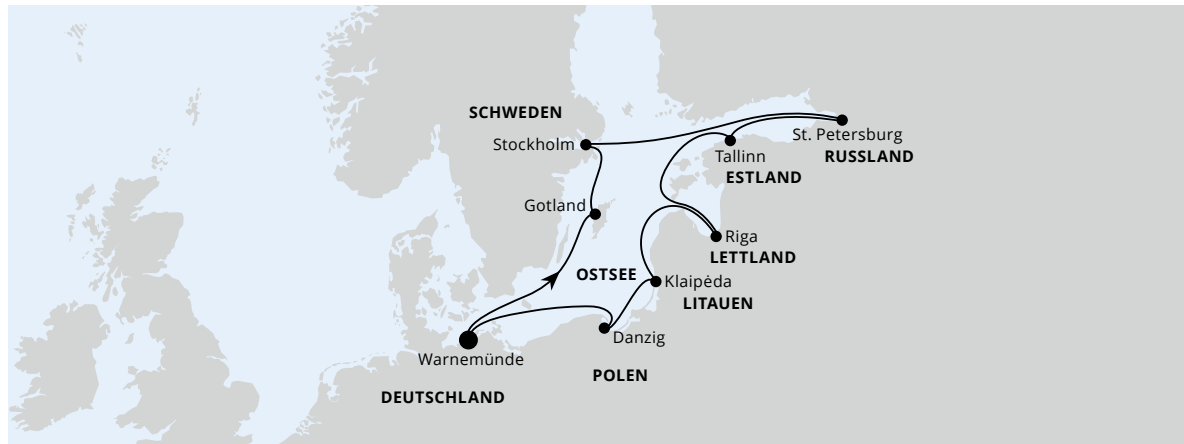 SCHWEDEN
Stockholm
St. Petersburg
RUSSLAND
Tallinn
ESTLAND
Gotland
Riga
LETTLAND
OSTSEE
Klaipėda
LITAUEN
Danzig
Warnemünde
POLEN
DEUTSCHLAND